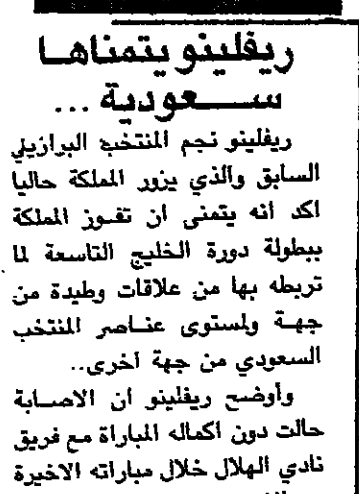 ريفلينو يتمناها
سعودية ...
ريفلينو نجم المنتخب البرازيلي
السابق والذي يزور المملكة حاليا
اكد أنه يتمنى ان تفوز المملكة
ببطولة دورة الخليج التاسعة لما
تربطه بها من علاقات وطيدة من
جهة ولمستوى عناصر المنتخب
السعودي من جهة أخرى..
وأوضح ريفلينو ان الاصابة
حالت دون اكماله المباراة مع فريق
نادي الهلال خلال مباراته الاخيرة